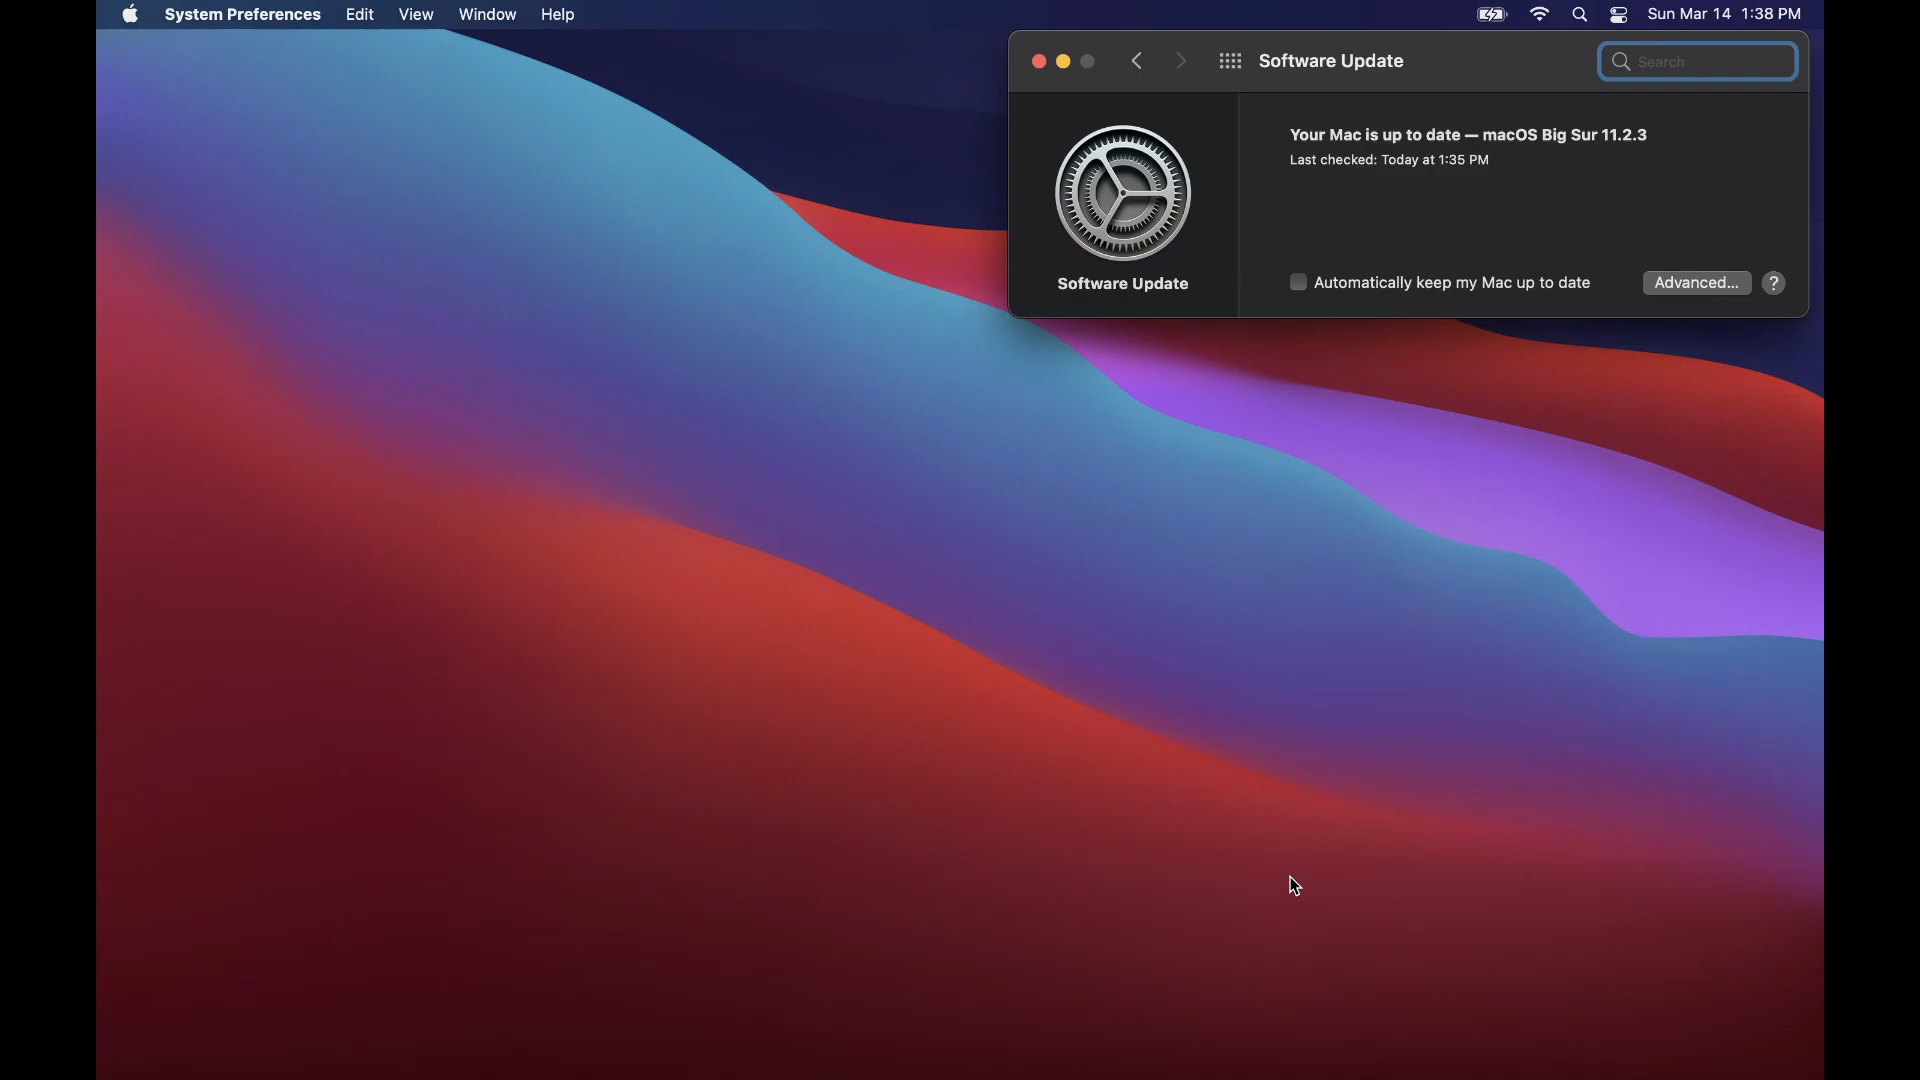 System Preferences Edit View Window Help Sun Mar 14 1:38 PM
Software Update
Search
Your Mac is up to date — macOS Big Sur 11.2.3
Last checked: Today at 1:35 PM
Software Update
Automatically keep my Mac up to date
Advanced...
?